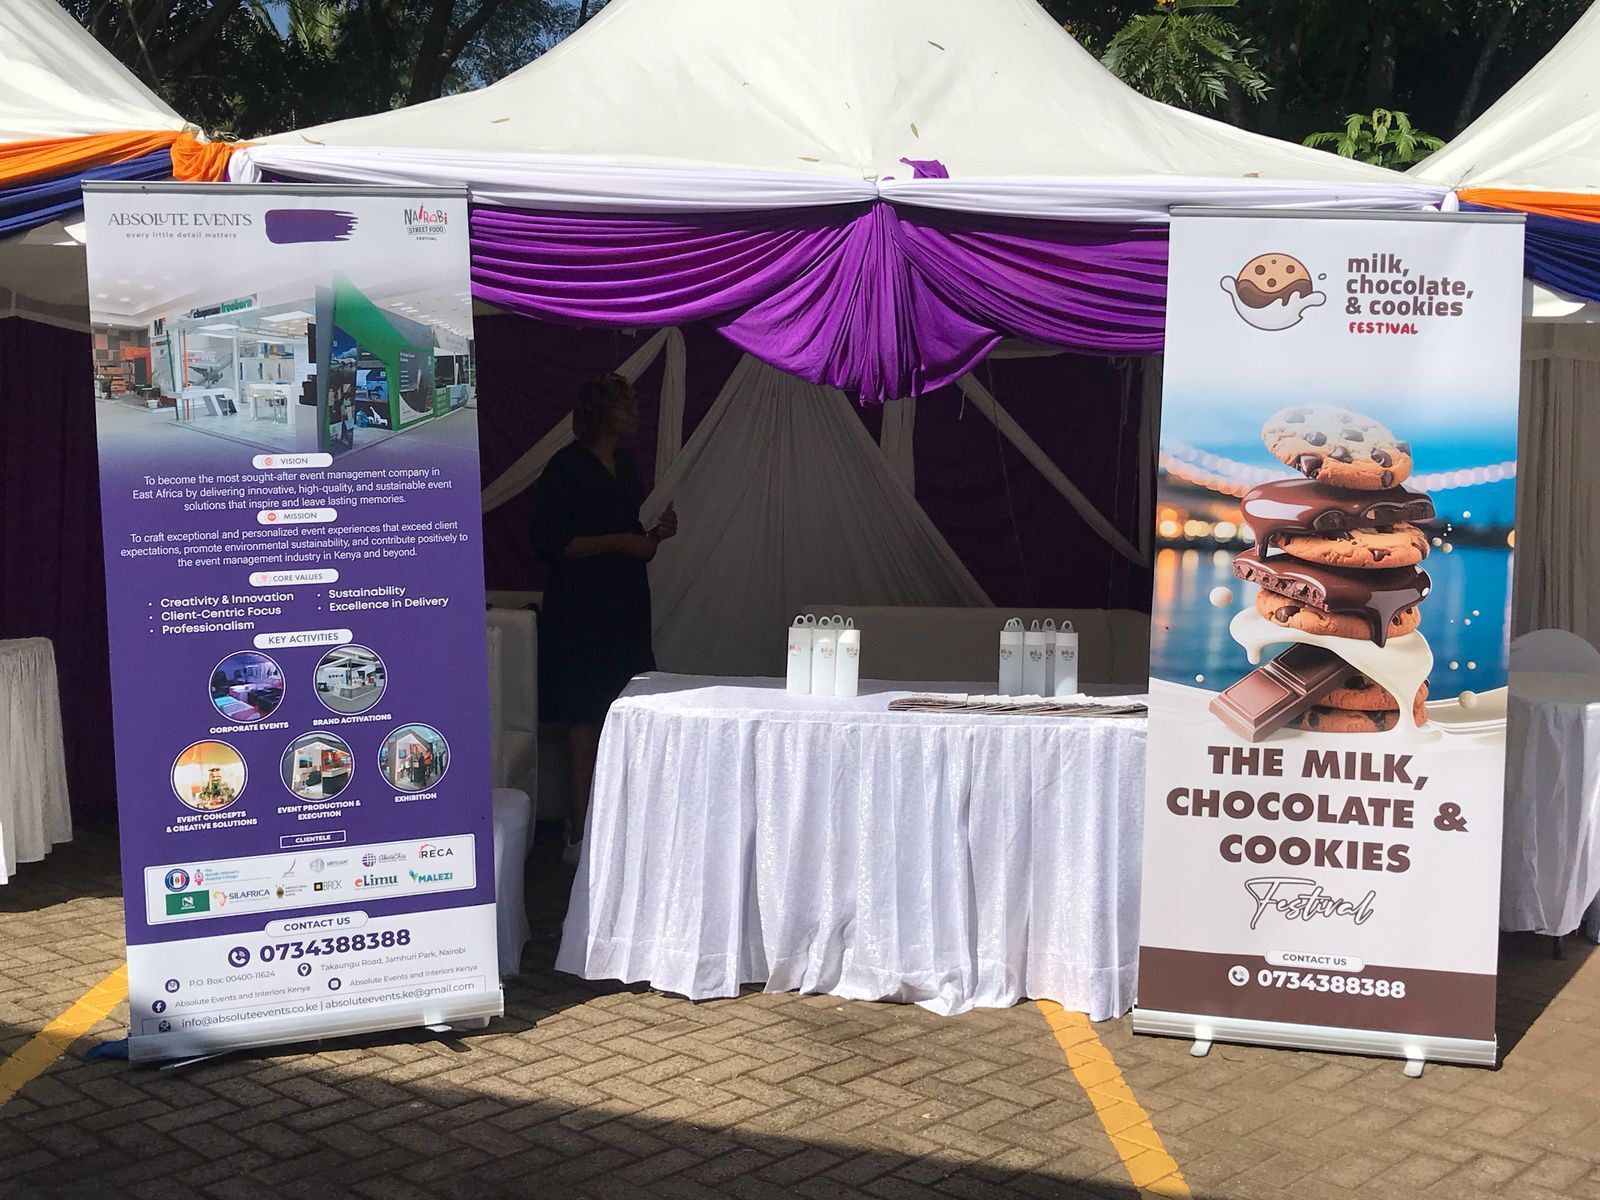 ABSOLUTE EVENTS
every little detail matters
NAIROBI
STREET FOOD
FESTIVAL
chapman freeborn
VISION
To become the most sought-after event management company in
East Africa by delivering innovative, high-quality, and sustainable event
solutions that inspire and leave lasting memories.
MISSION
To craft exceptional and personalized event experiences that exceed client
expectations, promote environmental sustainability, and contribute positively to
the event management industry in Kenya and beyond.
CORE VALUES
• Creativity & Innovation
• Client-Centric Focus
• Professionalism
• Sustainability
• Excellence in Delivery
KEY ACTIVITIES
CORPORATE EVENTS
BRAND ACTIVATIONS
EVENT CONCEPTS
& CREATIVE SOLUTIONS
EVENT PRODUCTION &
EXECUTION
EXHIBITION
CLIENTELE
RECA
SILAFRICA
BRCK
eLimu
MALEZI
CONTACT US
0734388388
P.O. Box: 00400-11624
Takaungu Road, Jamhuri Park, Nairobi
Absolute Events and Interiors Kenya
Absolute Events and Interiors Kenya
info@absoluteevents.co.ke | absoluteevents.ke@gmail.com
milk,
chocolate,
& cookies
FESTIVAL
THE MILK,
CHOCOLATE &
COOKIES
Festival
CONTACT US
0734388388